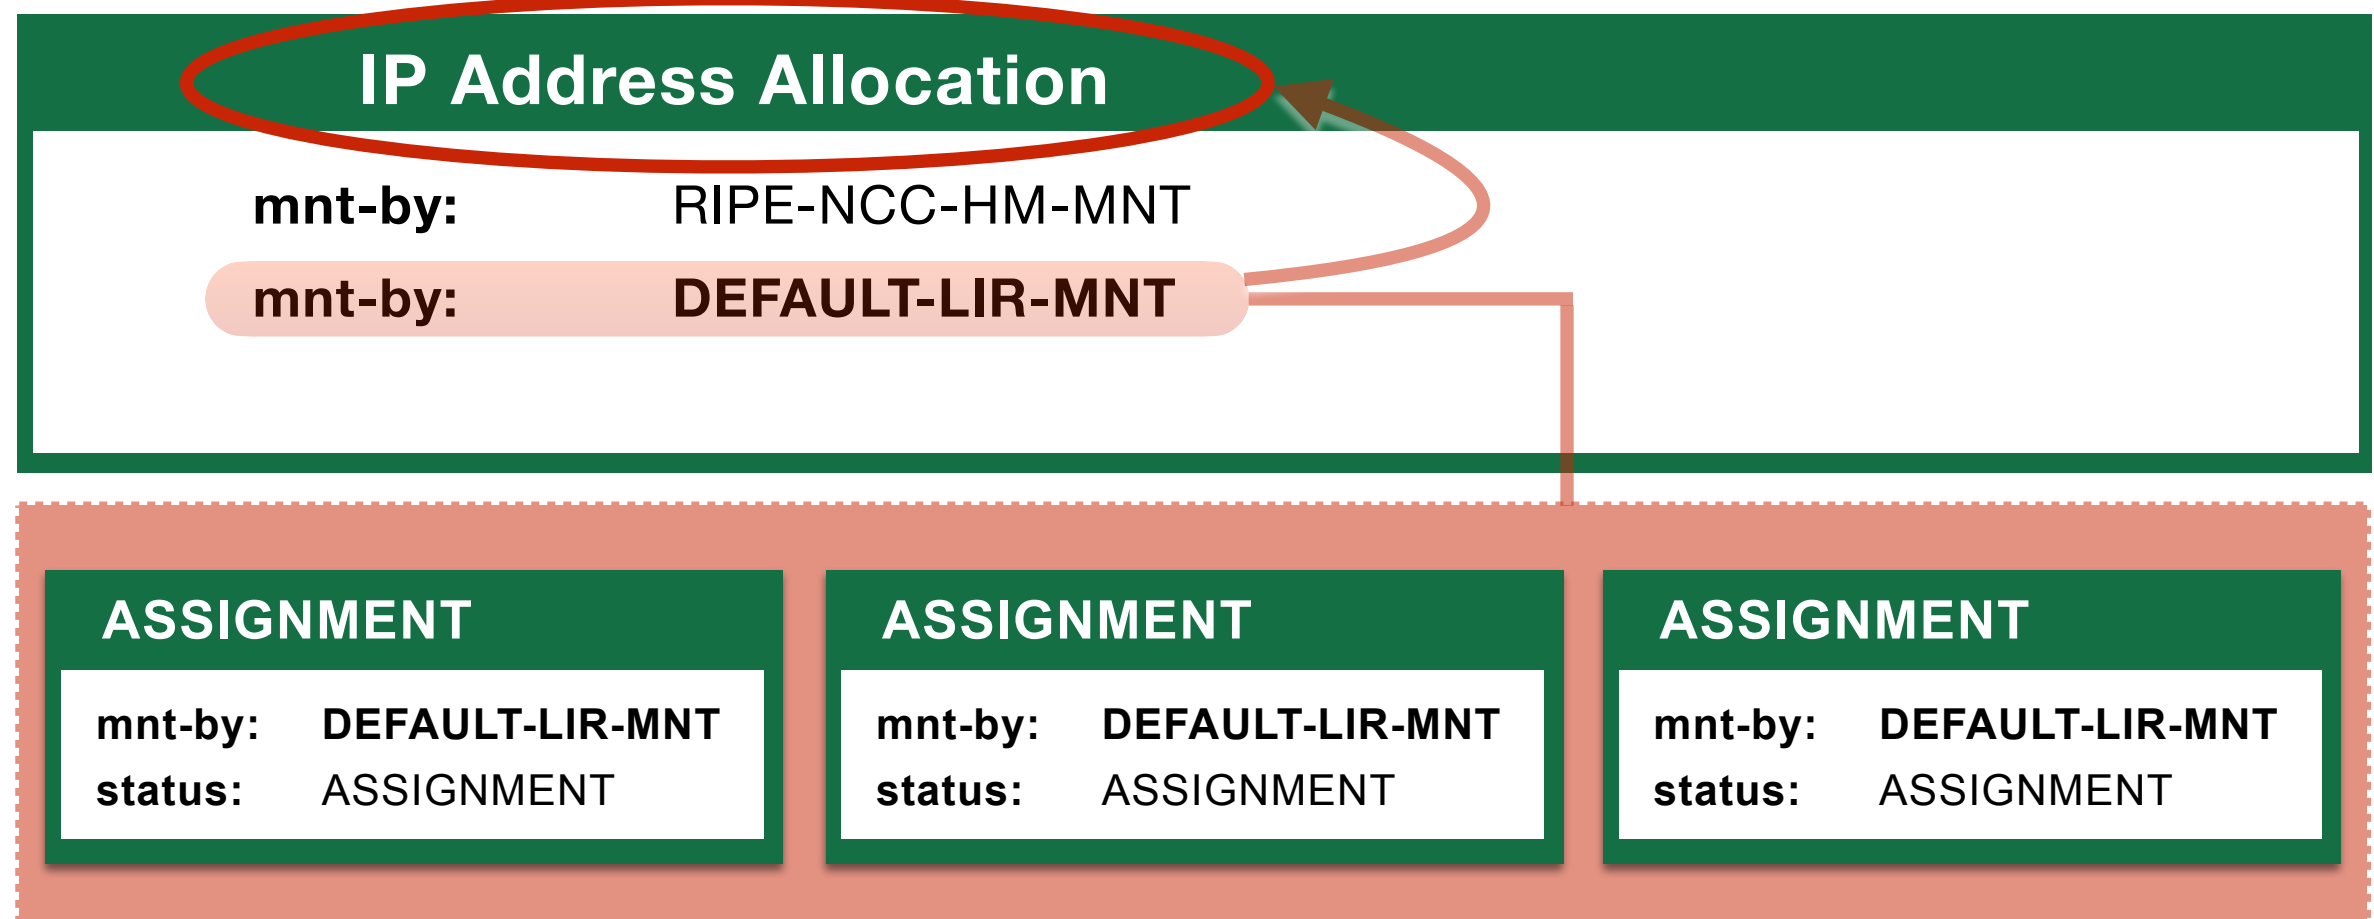 IP Address Allocation
mnt-by: RIPE-NCC-HM-MNT
mnt-by: DEFAULT-LIR-MNT
ASSIGNMENT
mnt-by: DEFAULT-LIR-MNT
status: ASSIGNMENT
ASSIGNMENT
mnt-by: DEFAULT-LIR-MNT
status: ASSIGNMENT
ASSIGNMENT
mnt-by: DEFAULT-LIR-MNT
status: ASSIGNMENT